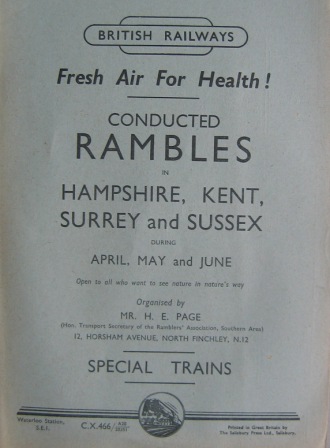 BRITISH RAILWAYS
Fresh Air For Health!
CONDUCTED
RAMBLES
IN
HAMPSHIRE, KENT,
SURREY and SUSSEX
DURING
APRIL, MAY and JUNE
Open to all who want to see nature in nature's way
Organised by
MR. H. E. PAGE
(Hon. Transport Secretary of the Ramblers' Association, Southern Area)
12, HORSHAM AVENUE, NORTH FINCHLEY, N.12
SPECIAL TRAINS
Waterloo Station,
S.E.1.
C.X.466/
Printed in Great Britain by
The Salisbury Press Ltd., Salisbury.